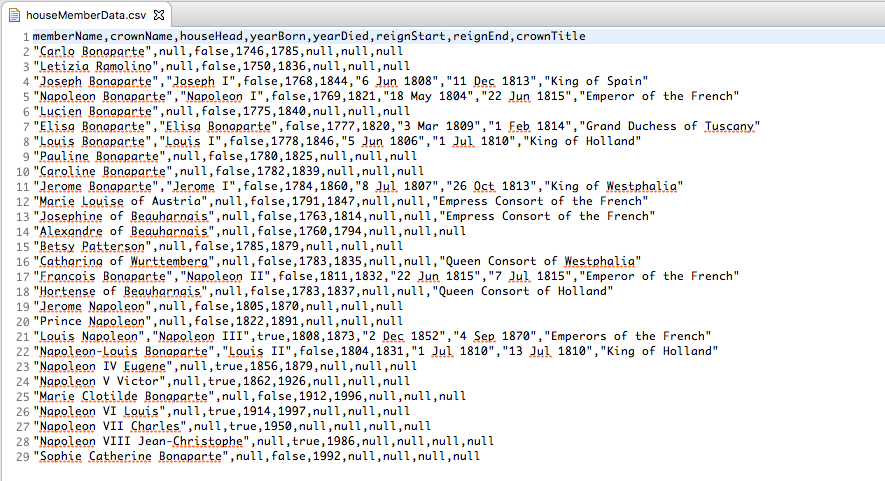 houseMemberData.csv
1 memberName,crownName,houseHead,yearBorn,yearDied,reignStart,reignEnd,crownTitle
2 "Carlo Bonaparte",null,false,1746,1785,null,null,null
3 "Letizia Ramolino",null,false,1750,1836,null,null,null
4 "Joseph Bonaparte","Joseph I",false,1768,1844,"6 Jun 1808","11 Dec 1813","King of Spain"
5 "Napoleon Bonaparte","Napoleon I",false,1769,1821,"18 May 1804","22 Jun 1815","Emperor of the French"
6 "Lucien Bonaparte",null,false,1775,1840,null,null,null
7 "Elisa Bonaparte","Elisa Bonaparte",false,1777,1820,"3 Mar 1809","1 Feb 1814","Grand Duchess of Tuscany"
8 "Louis Bonaparte","Louis I",false,1778,1846,"5 Jun 1806","1 Jul 1810","King of Holland"
9 "Pauline Bonaparte",null,false,1780,1825,null,null,null
10 "Caroline Bonaparte",null,false,1782,1839,null,null,null
11 "Jerome Bonaparte","Jerome I",false,1784,1860,"8 Jul 1807","26 Oct 1813","King of Westphalia"
12 "Marie Louise of Austria",null,false,1791,1847,null,null,"Empress Consort of the French"
13 "Josephine of Beauharnais",null,false,1763,1814,null,null,"Empress Consort of the French"
14 "Alexandre of Beauharnais",null,false,1760,1794,null,null,null
15 "Betsy Patterson",null,false,1785,1879,null,null,null
16 "Catharina of Wurttemberg",null,false,1783,1835,null,null,"Queen Consort of Westphalia"
17 "Francois Bonaparte","Napoleon II",false,1811,1832,"22 Jun 1815","7 Jul 1815","Emperor of the French"
18 "Hortense of Beauharnais",null,false,1783,1837,null,null,"Queen Consort of Holland"
19 "Jerome Napoleon",null,false,1805,1870,null,null,null
20 "Prince Napoleon",null,false,1822,1891,null,null,null
21 "Louis Napoleon","Napoleon III",true,1808,1873,"2 Dec 1852","4 Sep 1870","Emperors of the French"
22 "Napoleon-Louis Bonaparte","Louis II",false,1804,1831,"1 Jul 1810","13 Jul 1810","King of Holland"
23 "Napoleon IV Eugene",null,true,1856,1879,null,null,null
24 "Napoleon V Victor",null,true,1862,1926,null,null,null
25 "Marie Clotilde Bonaparte",null,false,1912,1996,null,null,null
26 "Napoleon VI Louis",null,true,1914,1997,null,null,null
27 "Napoleon VII Charles",null,true,1950,null,null,null,null
28 "Napoleon VIII Jean-Christophe",null,true,1986,null,null,null,null
29 "Sophie Catherine Bonaparte",null,false,1992,null,null,null,null